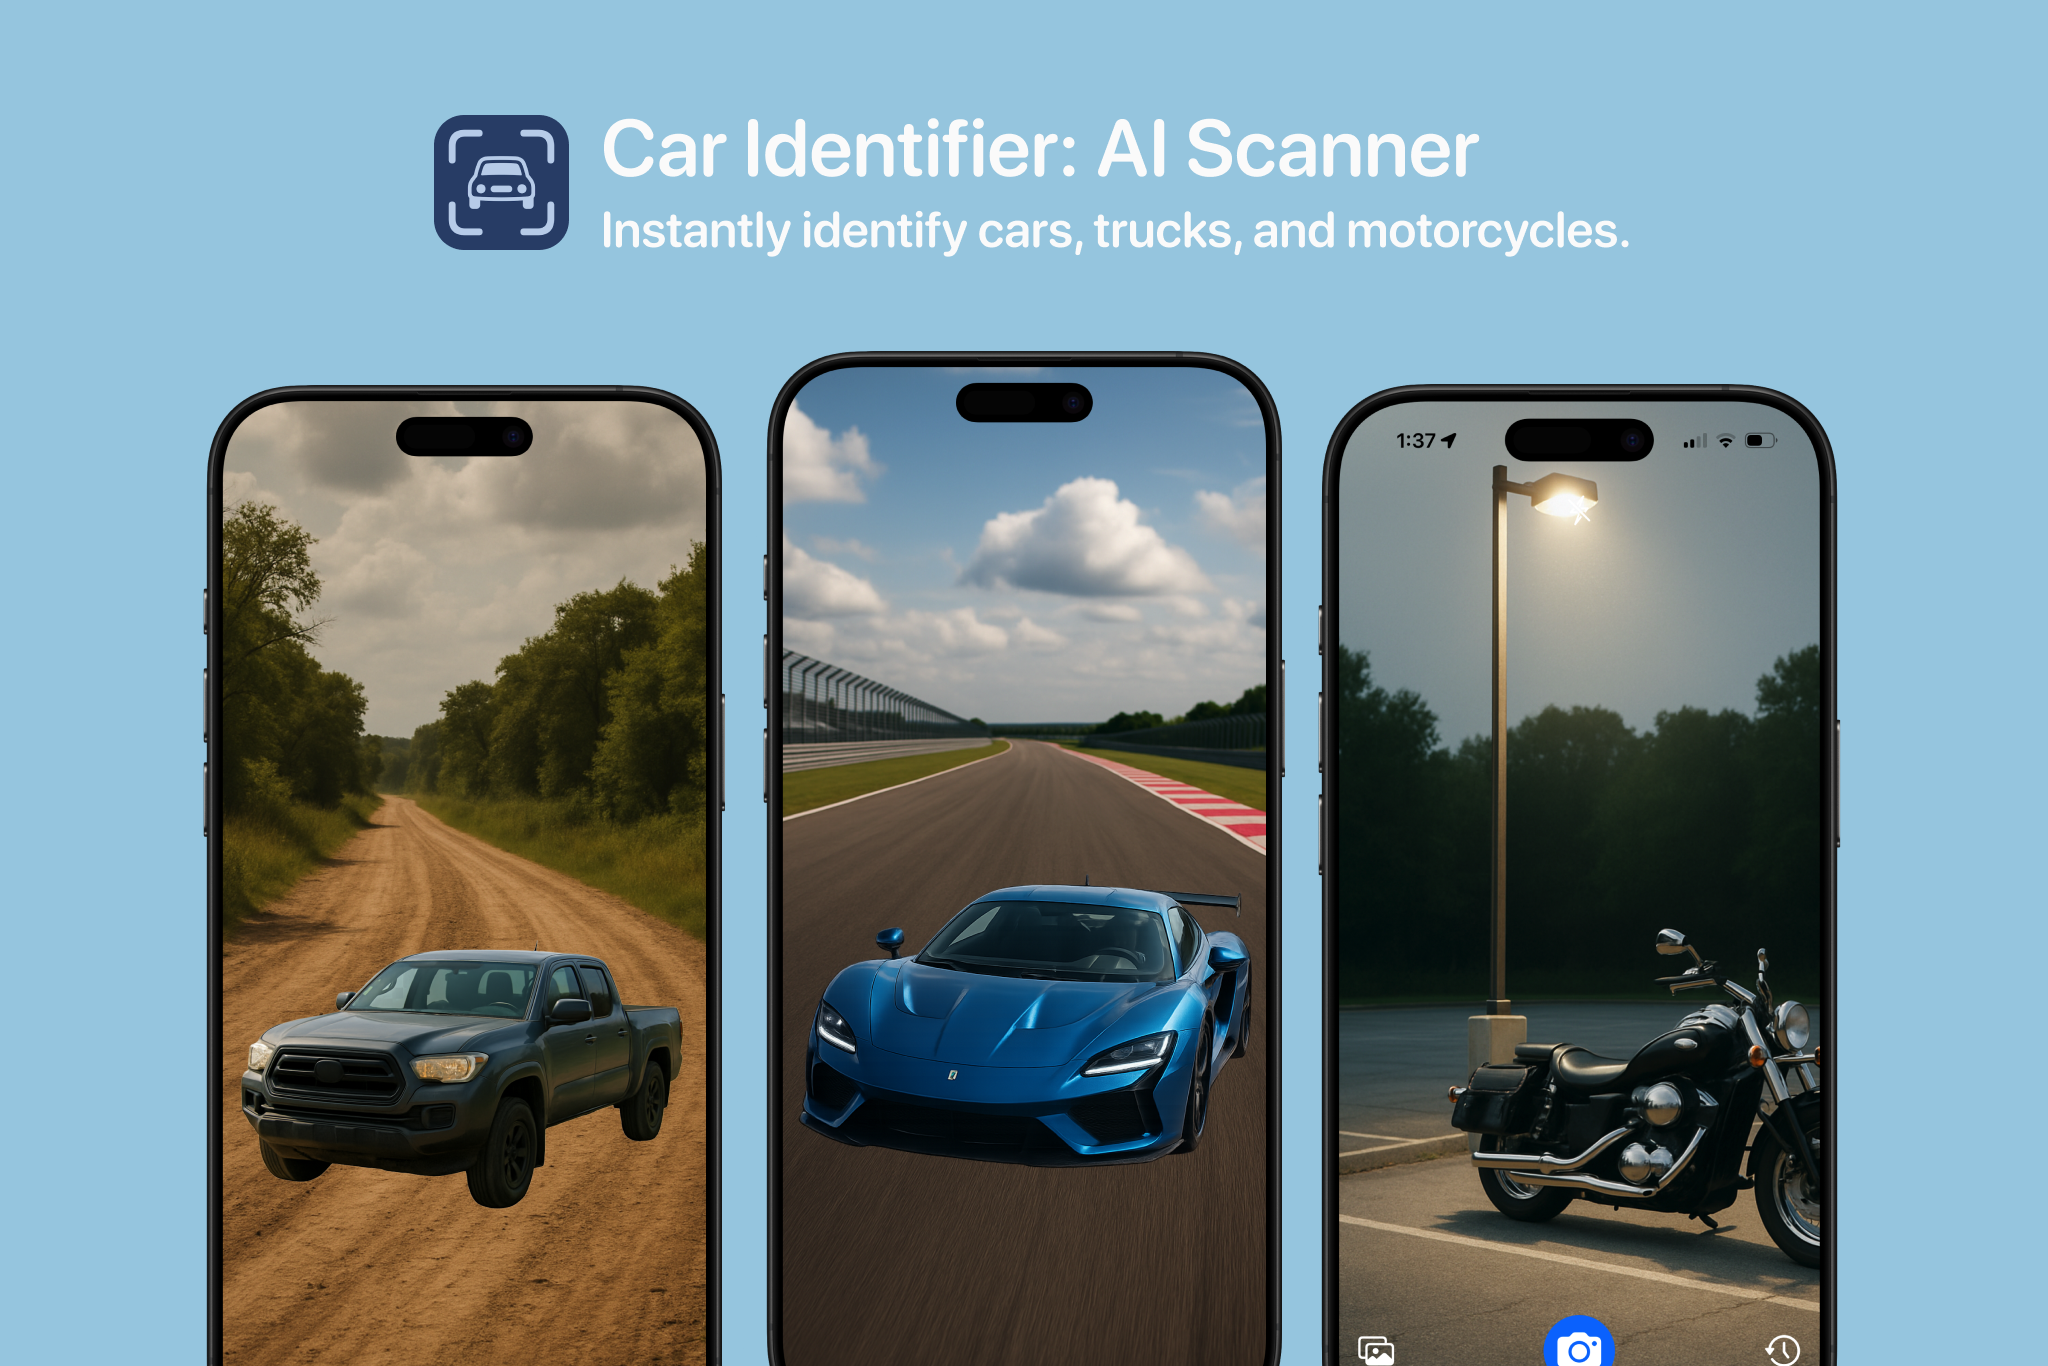 Car Identifier: AI Scanner
Instantly identify cars, trucks, and motorcycles.
1:37